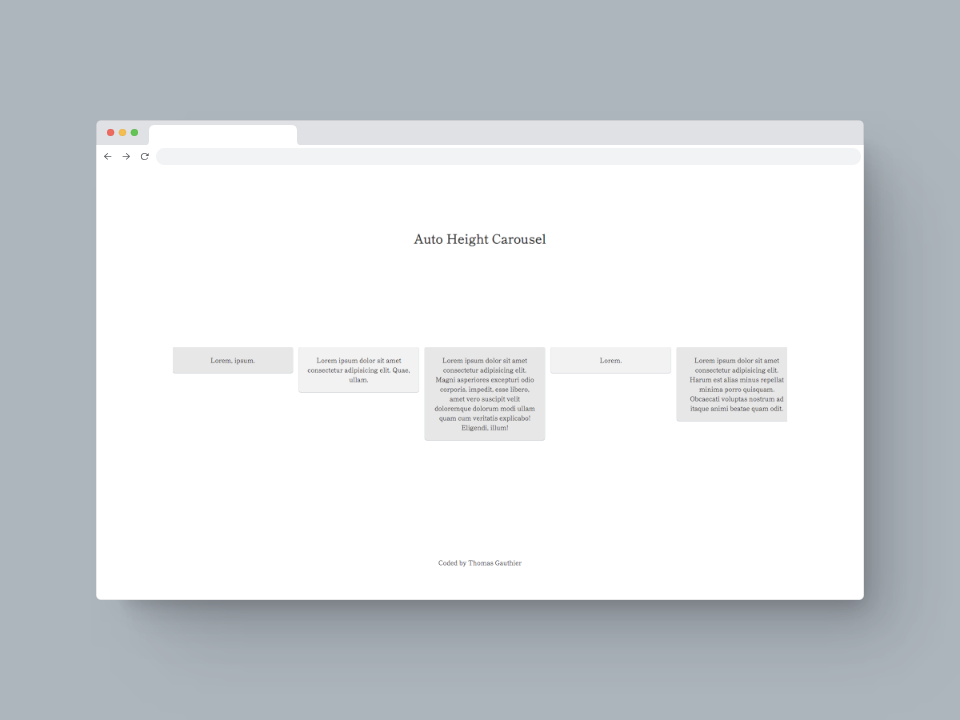 Auto Height Carousel
Lorem, ipsum.
Lorem ipsum dolor sit amet
consectetur adipisicing elit. Quae,
ullam.
Lorem ipsum dolor sit amet
consectetur adipisicing elit.
Magni asperiores excepturi odio
corporis, impedit, esse libero,
amet vero suscipit velit
doloremque dolorum modi ullam
quam cum veritatis explicabo!
Eligendi, illum!
Lorem.
Lorem ipsum dolor sit amet
consectetur adipisicing elit.
Harum est alias minus repellat
minima porro quisquam.
Obcaecati voluptas nostrum ad
itaque animi beatae quam odit.
Coded by Thomas Gauthier